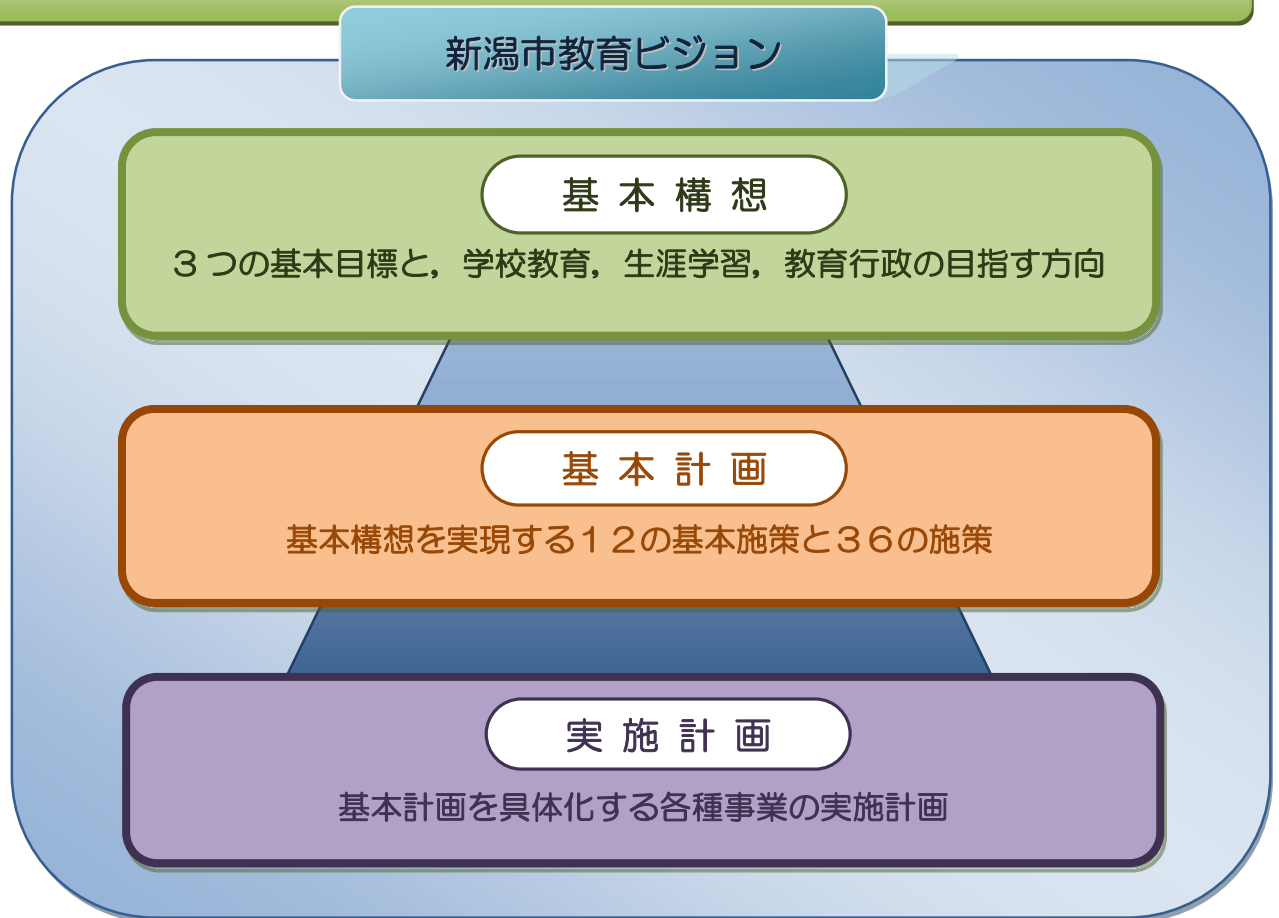 新潟市教育ビジョン
基本構想
3つの基本目標と，学校教育，生涯学習，教育行政の目指す方向
基本計画
基本構想を実現する１２の基本施策と３６の施策
実施計画
基本計画を具体化する各種事業の実施計画